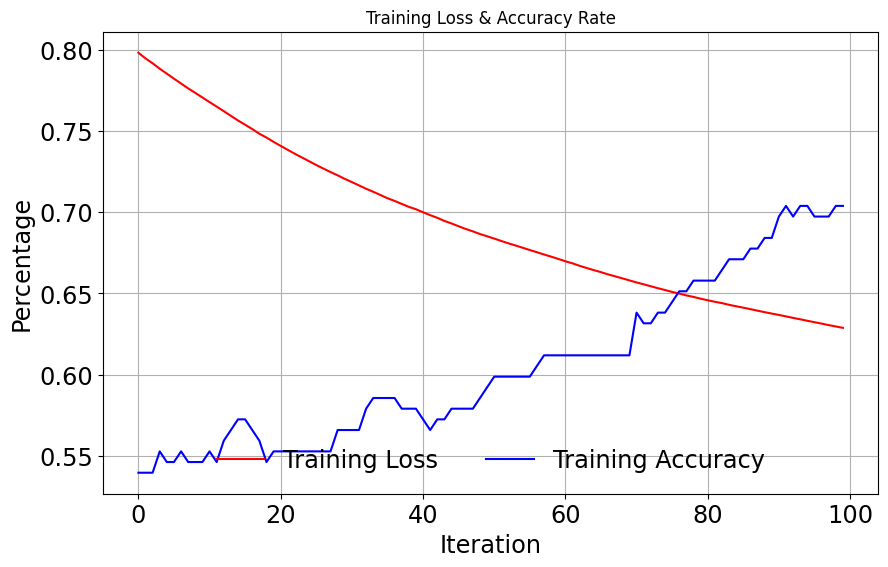 Training Loss & Accuracy Rate
0.80
0.75
0.70
0.65
0.60
0.55
Percentage
Training Loss Training Accuracy
0 20 40 60 80 100
Iteration